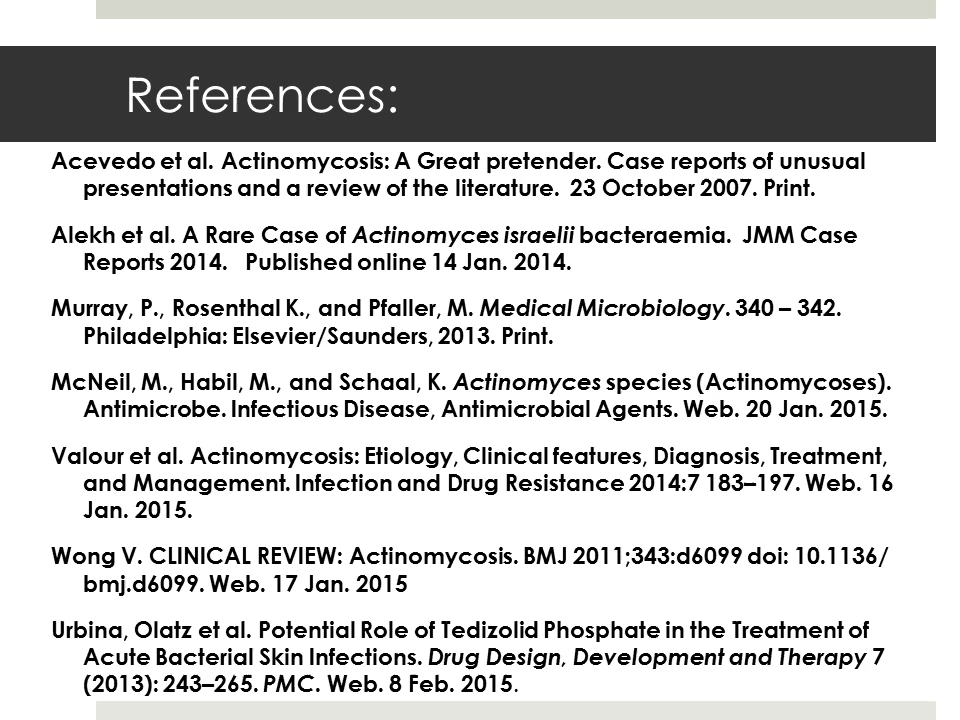 References:
Acevedo et al. Actinomycosis: A Great pretender. Case reports of unusual
presentations and a review of the literature.  23 October 2007. Print.
Alekh et al. A Rare Case of Actinomyces israelii bacteraemia.  JMM Case
Reports 2014.   Published online 14 Jan. 2014.
Murray, P., Rosenthal K., and Pfaller, M. Medical Microbiology. 340 – 342.
Philadelphia: Elsevier/Saunders, 2013. Print.
McNeil, M., Habil, M., and Schaal, K. Actinomyces species (Actinomycoses).
Antimicrobe. Infectious Disease, Antimicrobial Agents. Web. 20 Jan. 2015.
Valour et al. Actinomycosis: Etiology, Clinical features, Diagnosis, Treatment,
and Management. Infection and Drug Resistance 2014:7 183–197. Web. 16
Jan. 2015.
Wong V. CLINICAL REVIEW: Actinomycosis. BMJ 2011;343:d6099 doi: 10.1136/
bmj.d6099. Web. 17 Jan. 2015
Urbina, Olatz et al. Potential Role of Tedizolid Phosphate in the Treatment of
Acute Bacterial Skin Infections. Drug Design, Development and Therapy 7
(2013): 243–265. PMC. Web. 8 Feb. 2015.